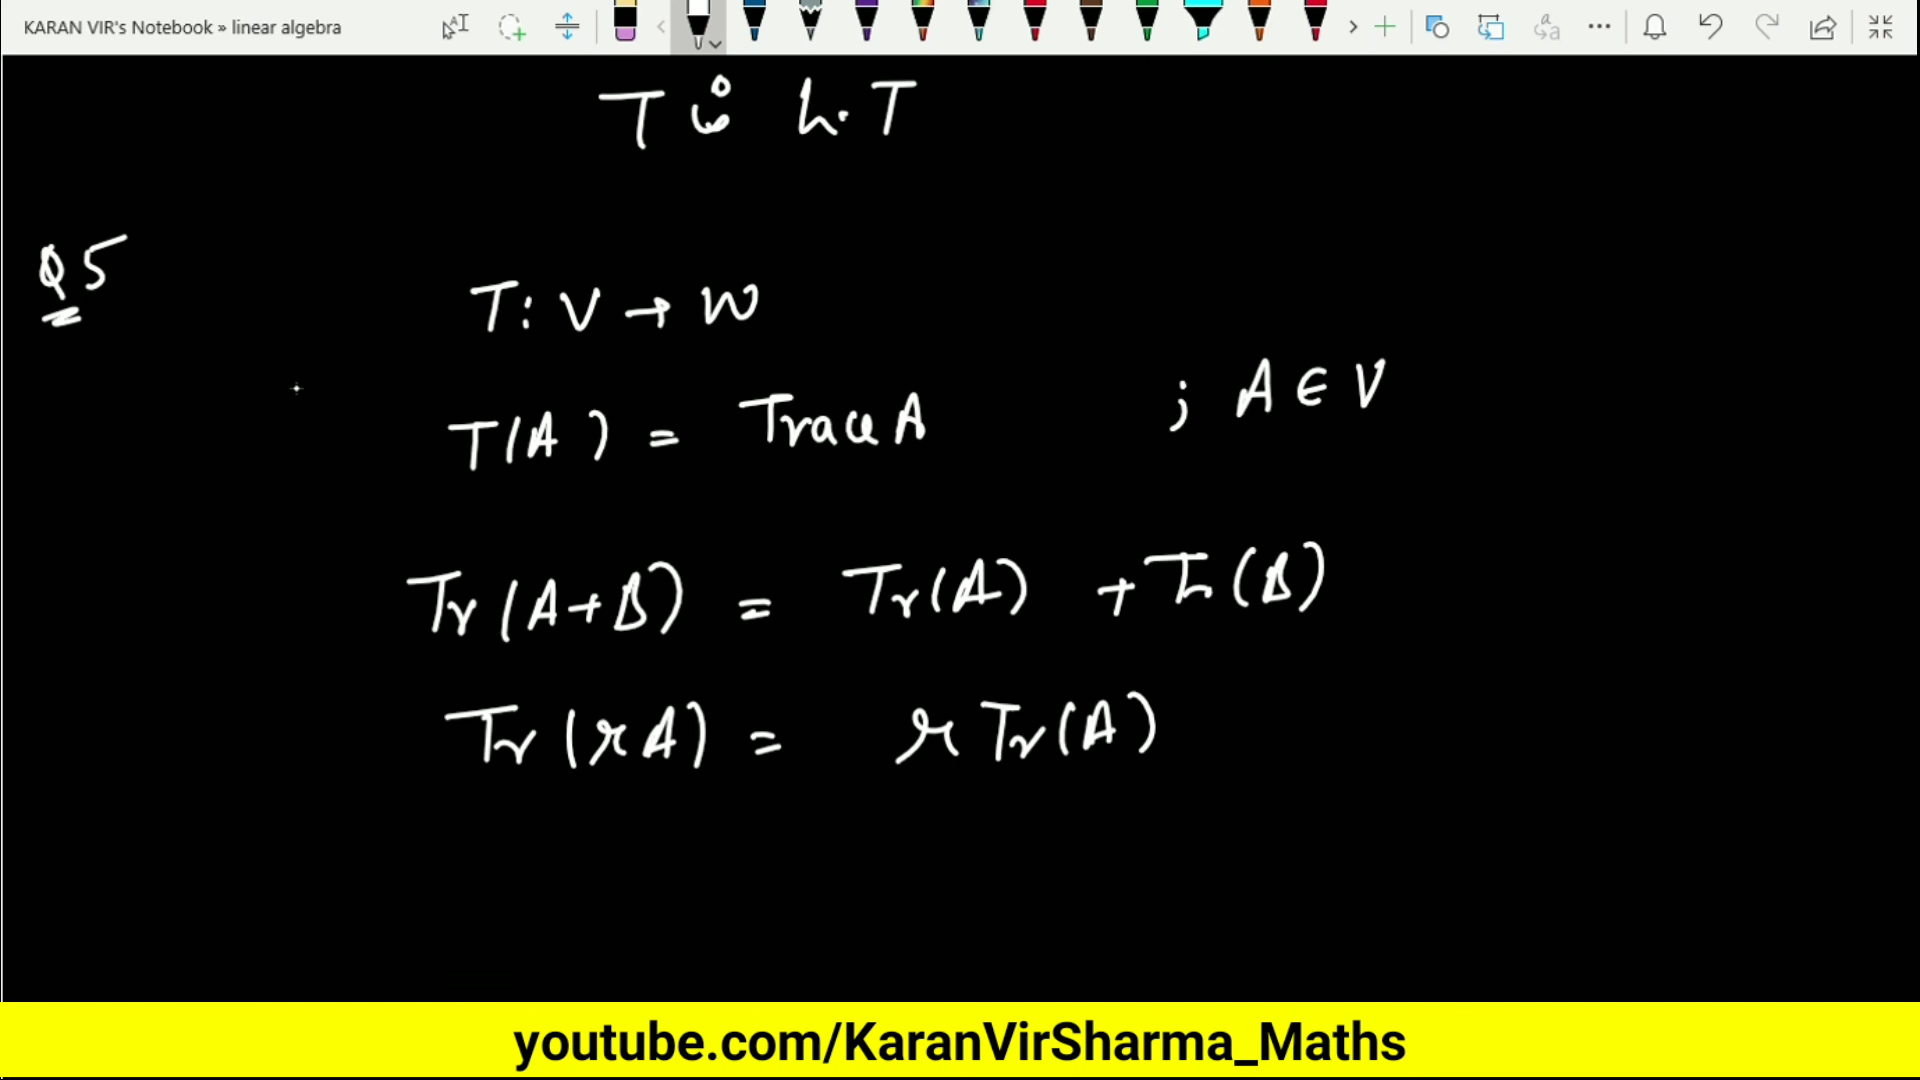 KARAN VIR's Notebook » linear algebra
T is L.T
Q5
T: V → W
T(A) = Trace A ; A ∈ V
Tr(A+B) = Tr(A) + Tr(B)
Tr(rA) = r Tr(A)
youtube.com/KaranVirSharma_Maths